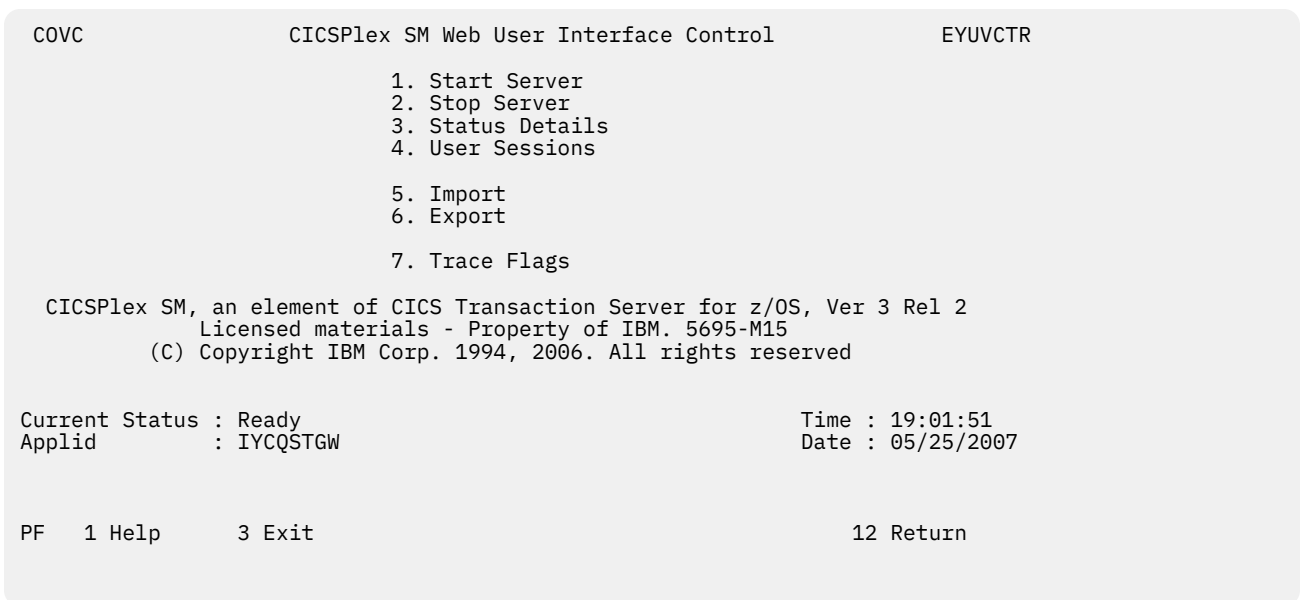 COVC CICSPlex SM Web User Interface Control EYUVCTR
1. Start Server
2. Stop Server
3. Status Details
4. User Sessions
5. Import
6. Export
7. Trace Flags
CICSPlex SM, an element of CICS Transaction Server for z/OS, Ver 3 Rel 2
Licensed materials - Property of IBM. 5695-M15
(C) Copyright IBM Corp. 1994, 2006. All rights reserved
Current Status : Ready Time : 19:01:51
Applid : IYCQSTGW Date : 05/25/2007
PF 1 Help 3 Exit 12 Return